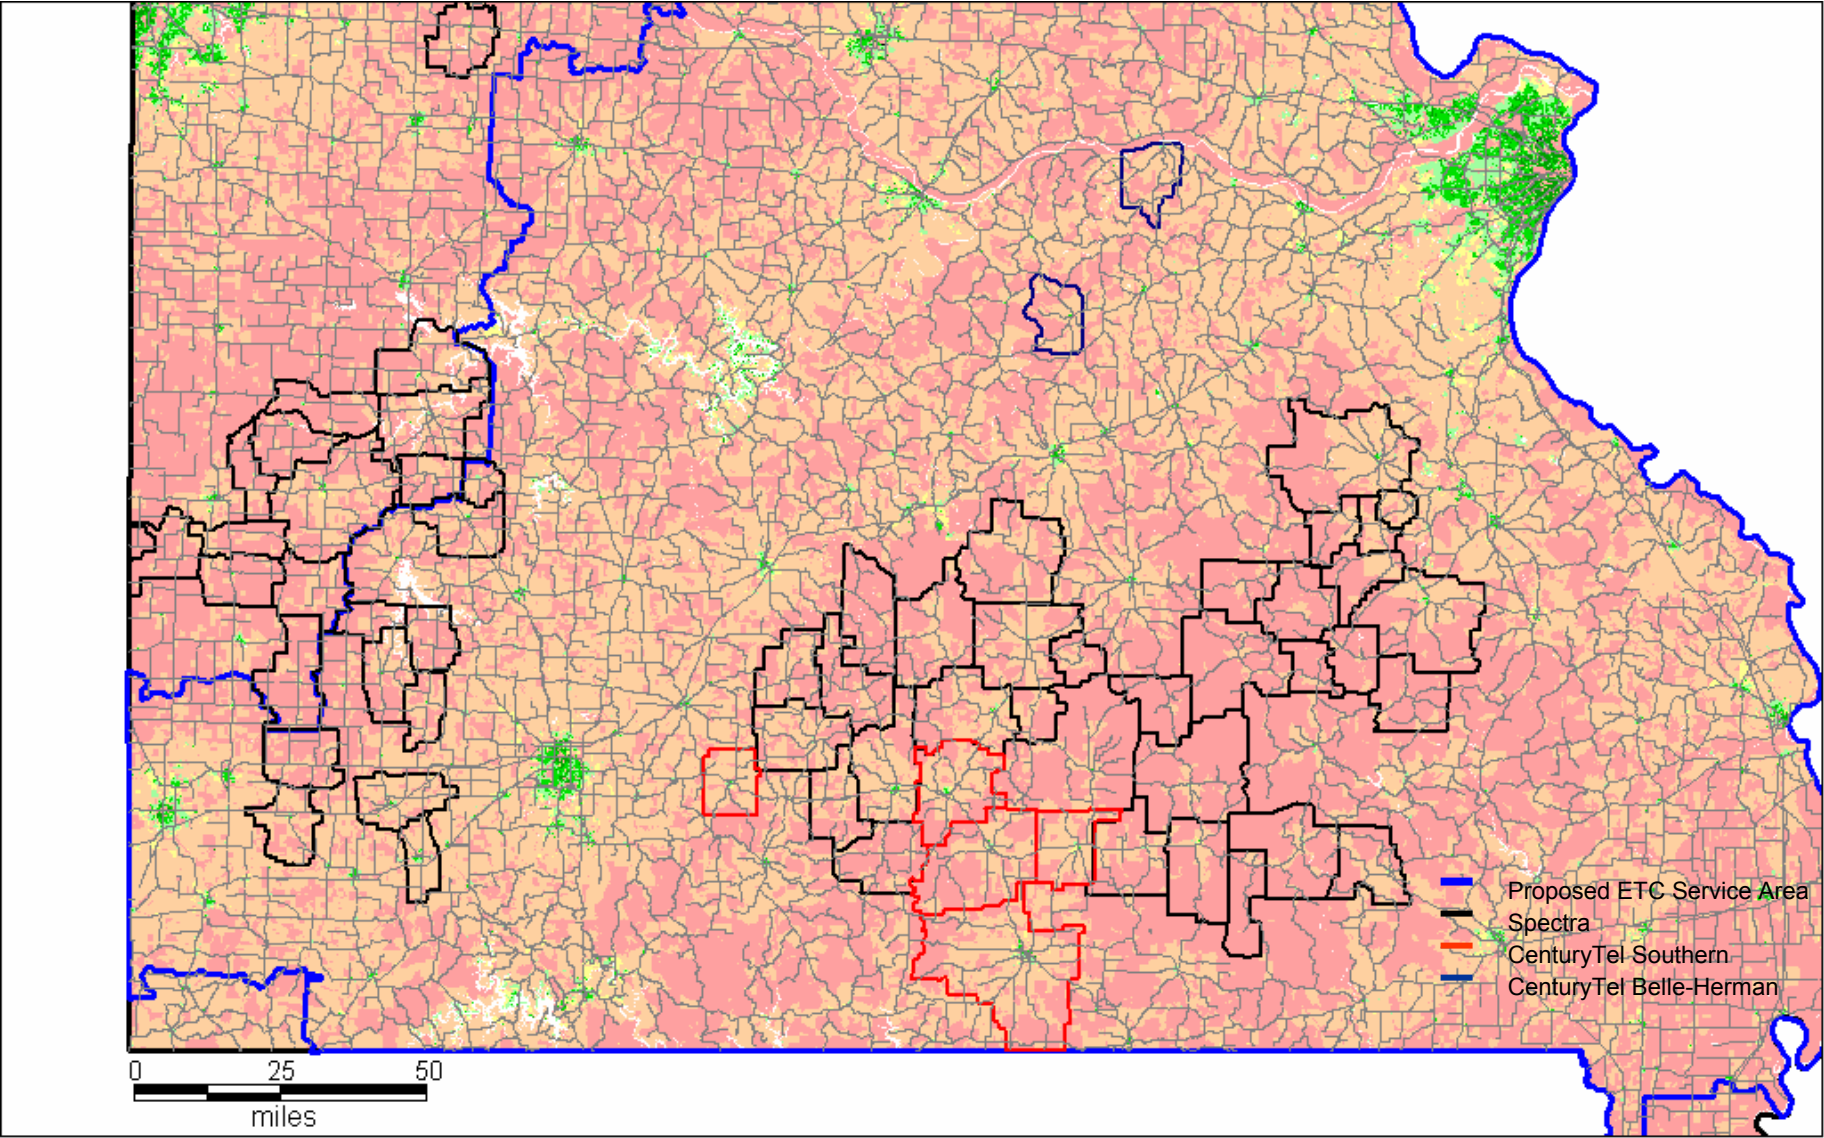 Proposed ETC Service Area
Spectra
CenturyTel Southern
CenturyTel Belle-Herman
0 25 50
miles